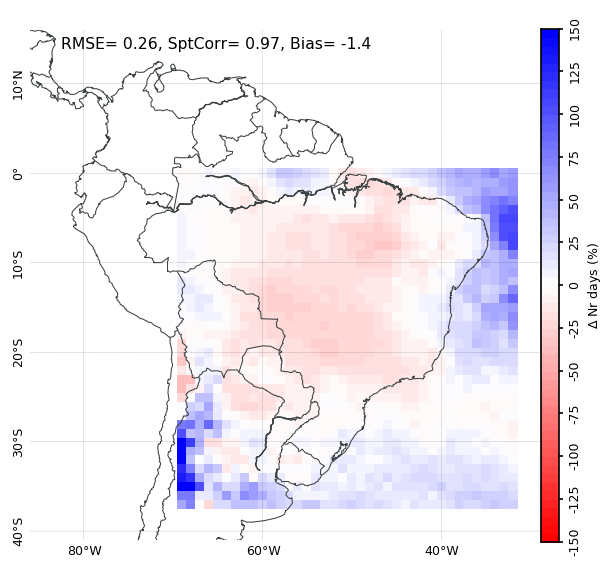 RMSE= 0.26, SptCorr= 0.97, Bias= -1.4
10°N
0°
10°S
20°S
30°S
40°S
80°W
60°W
40°W
150
125
100
75
50
25
0
-25
-50
-75
-100
-125
-150
Δ Nr days (%)